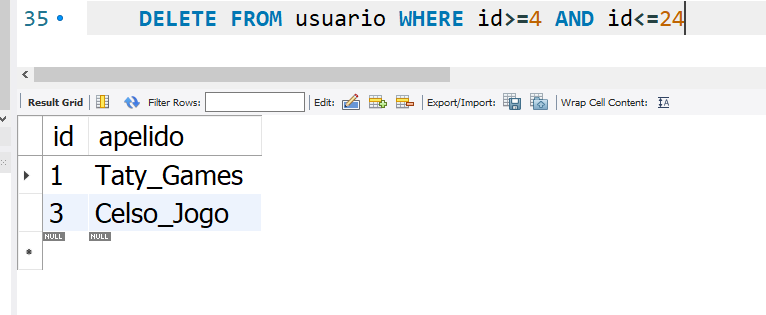 35 DELETE FROM usuario WHERE id>=4 AND id<=24
Result Grid Filter Rows: Edit: Export/Import: Wrap Cell Content: IA
id apelido
1 Taty_Games
3 Celso_Jogo
NULL NULL
*